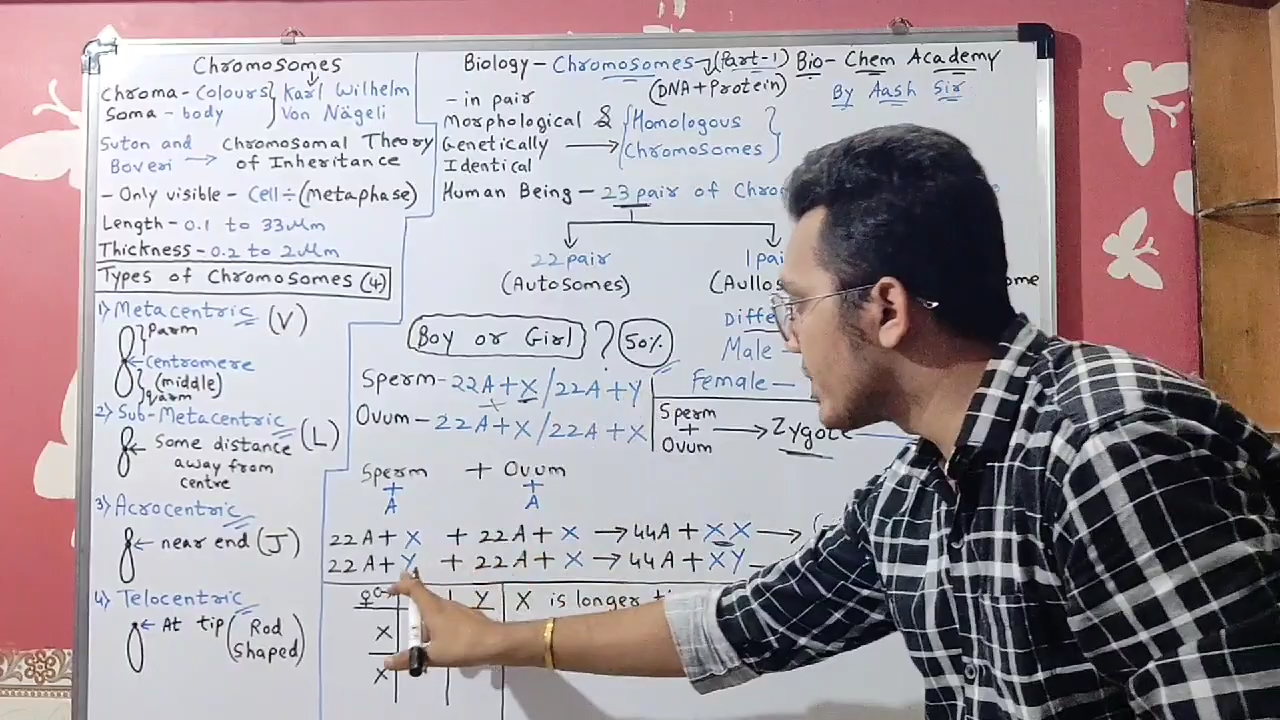 Chromosomes
Chroma - Colours } Karl Wilhelm
Soma - body Von Nägeli
Suton and → Chromosomal Theory
Boveri of Inheritance
- Only visible - Cell ÷ (Metaphase)
Length - 0.1 to 33 µm
Thickness - 0.2 to 2 µm
Types of Chromosomes (4)
1) Metacentric (V)
Parm
Centromere
(middle)
qarm
2) Sub-Metacentric (L)
Some distance
away from
centre
3) Acrocentric
near end (J)
4) Telocentric
At tip (Rod
Shaped)
Biology - Chromosomes → (Part-1) Bio-Chem Academy
(DNA + Protein) By Aash Sir
- in pair
Morphological & { Homologous
Genetically → Chromosomes }
Identical
Human Being - 23 pair of Chro
22 pair 1 pai
(Autosomes) (Aullos ome
Boy or Girl ? 50% Diffe
Male -
Sperm - 22A + X / 22A + Y Female -
Ovum - 22A + X / 22A + X
Sperm
+ → Zygote
Ovum
Sperm + Ovum
+ +
A A
22A + X + 22A + X → 44A + XX →
22A + Y + 22A + X → 44A + XY -
♀ Y X is longer
X
X